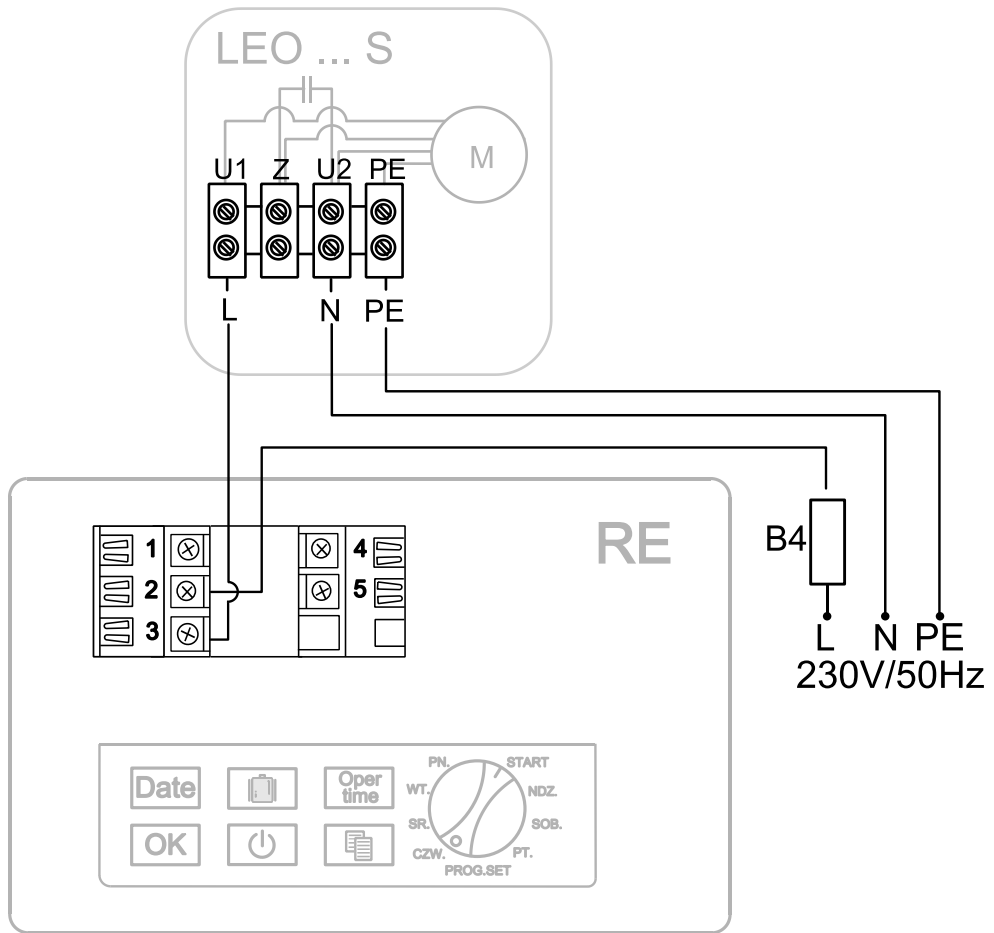 LEO ... S
M
U1 Z U2 PE
L N PE
RE
1 4
2 5
3
B4
L N PE
230V/50Hz
Date
Oper
time
OK
PN. START
WT. NDZ.
SR. SOB.
CZW. PT.
PROG.SET